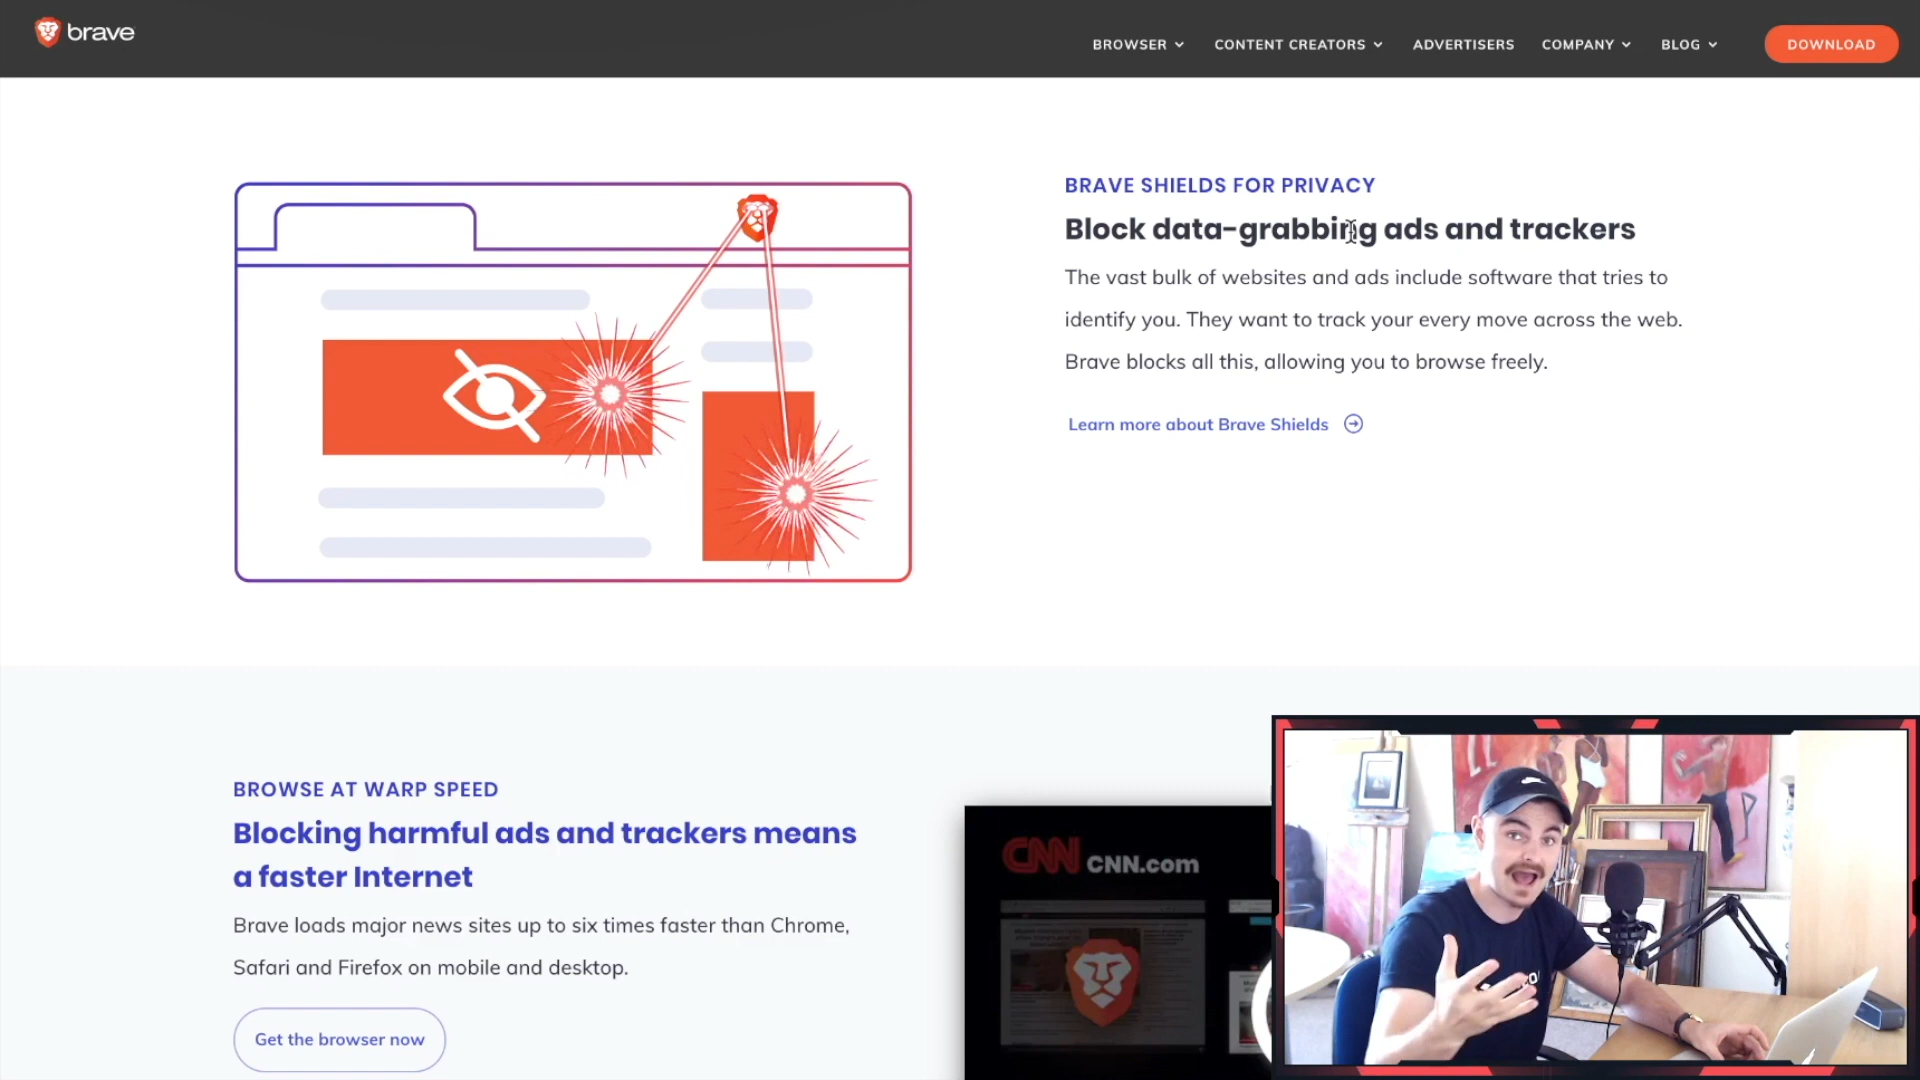 brave
BROWSER
CONTENT CREATORS
ADVERTISERS
COMPANY
BLOG
DOWNLOAD
BRAVE SHIELDS FOR PRIVACY
Block data-grabbing ads and trackers
The vast bulk of websites and ads include software that tries to
identify you. They want to track your every move across the web.
Brave blocks all this, allowing you to browse freely.
Learn more about Brave Shields
BROWSE AT WARP SPEED
Blocking harmful ads and trackers means
a faster Internet
Brave loads major news sites up to six times faster than Chrome,
Safari and Firefox on mobile and desktop.
Get the browser now
CNN CNN.com